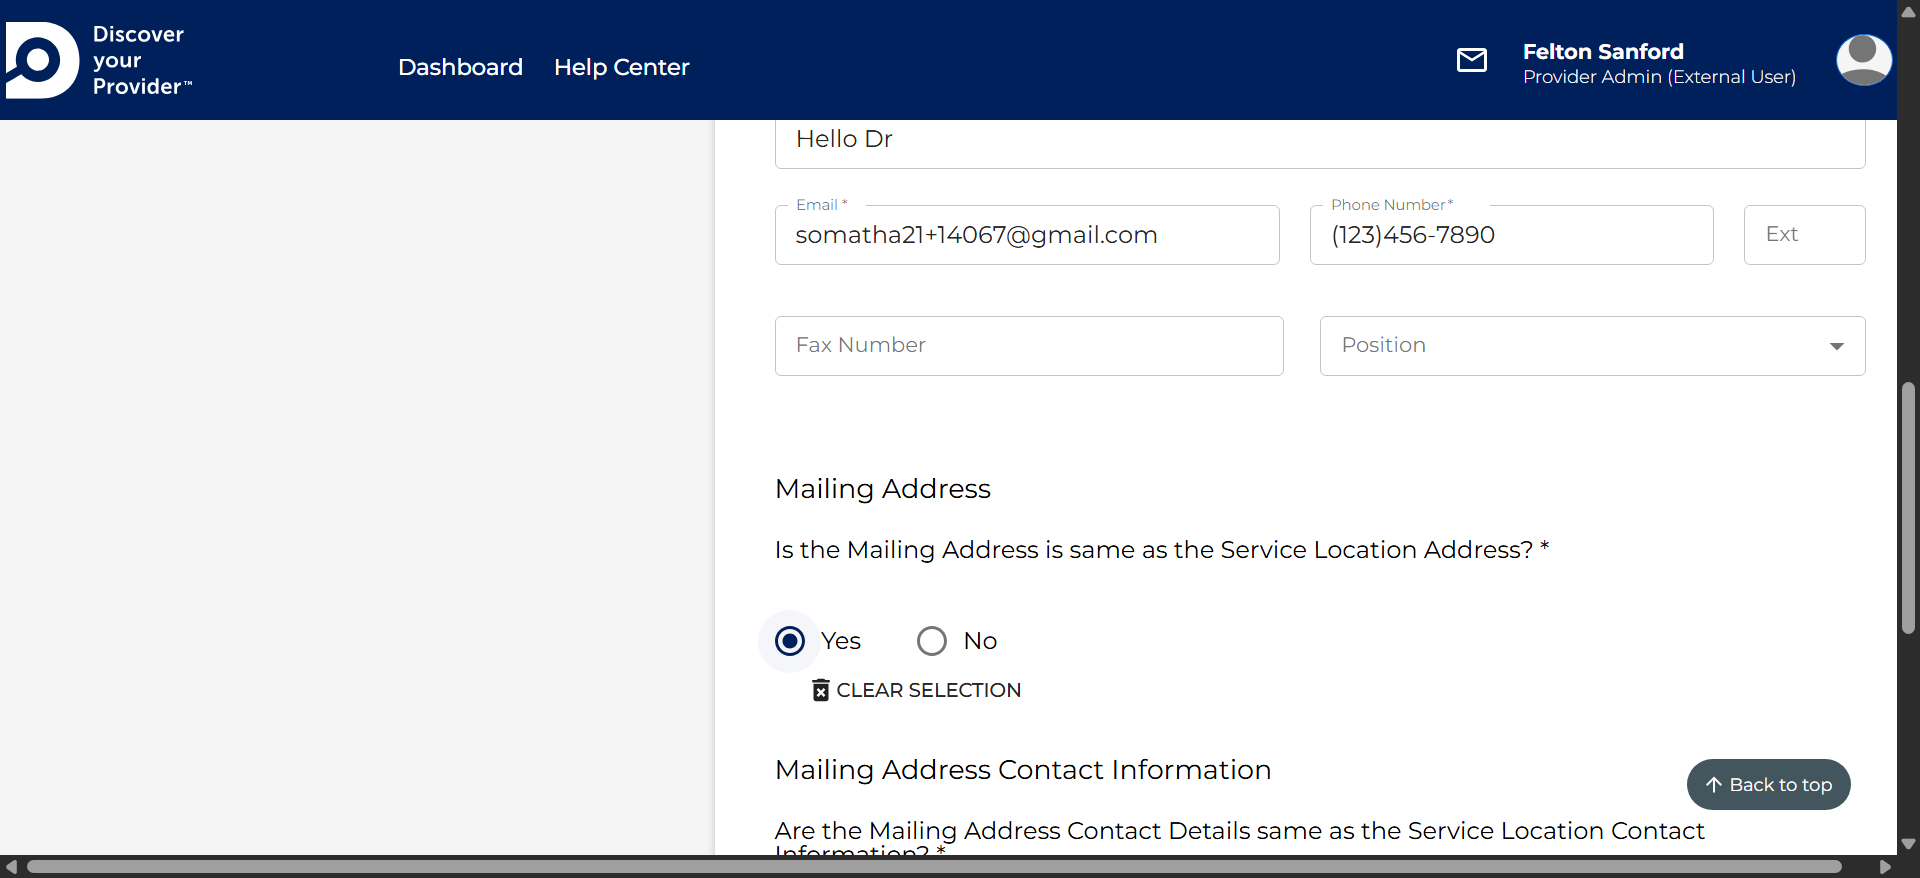 Discover
your
Provider™
Dashboard
Help Center
Felton Sanford
Provider Admin (External User)
Hello Dr
Email *
somatha21+14067@gmail.com
Phone Number*
(123)456-7890
Ext
Fax Number
Position
Mailing Address
Is the Mailing Address is same as the Service Location Address? *
Yes
No
CLEAR SELECTION
Mailing Address Contact Information
Back to top
Are the Mailing Address Contact Details same as the Service Location Contact
Information? *